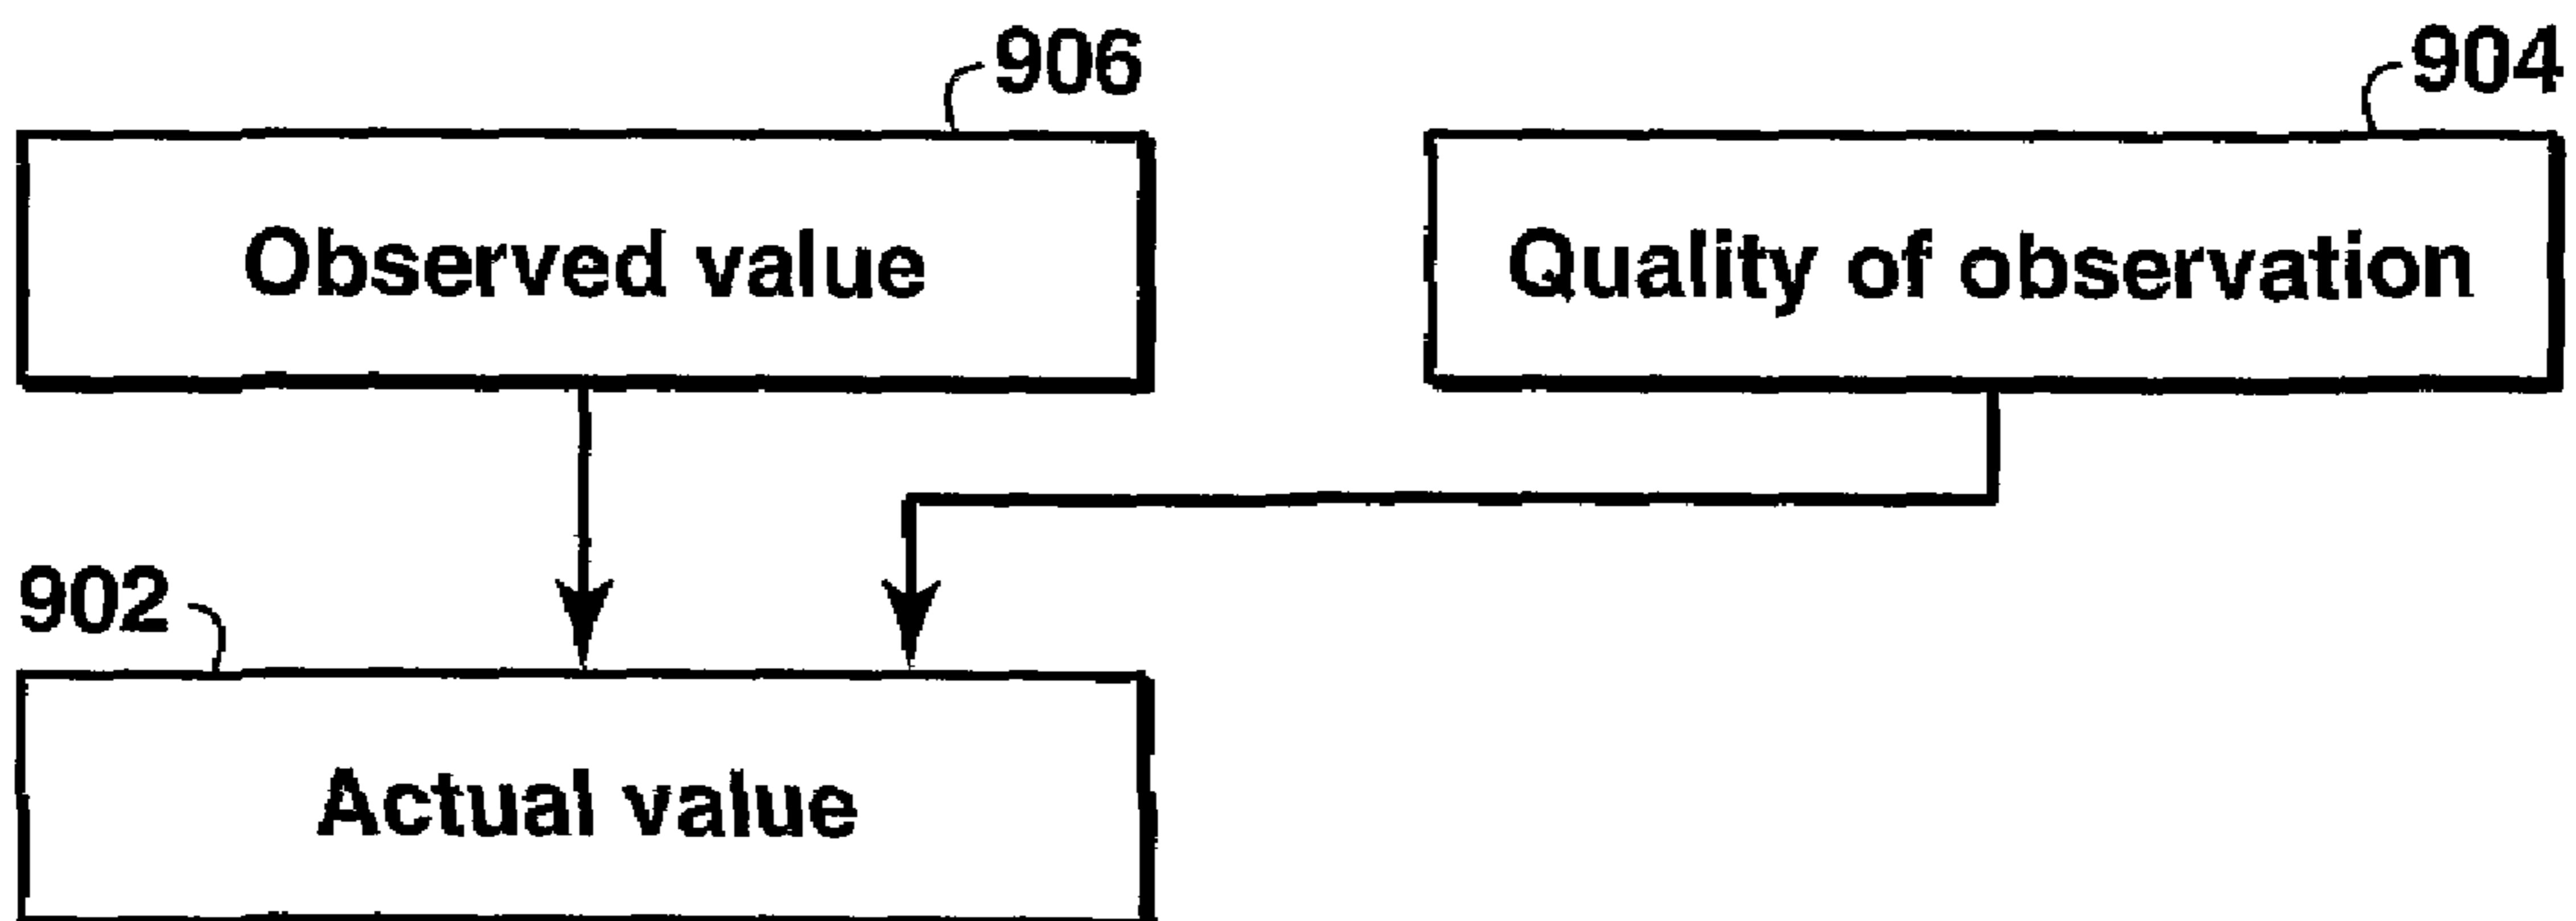 906
904
Observed value
Quality of observation
902
Actual value